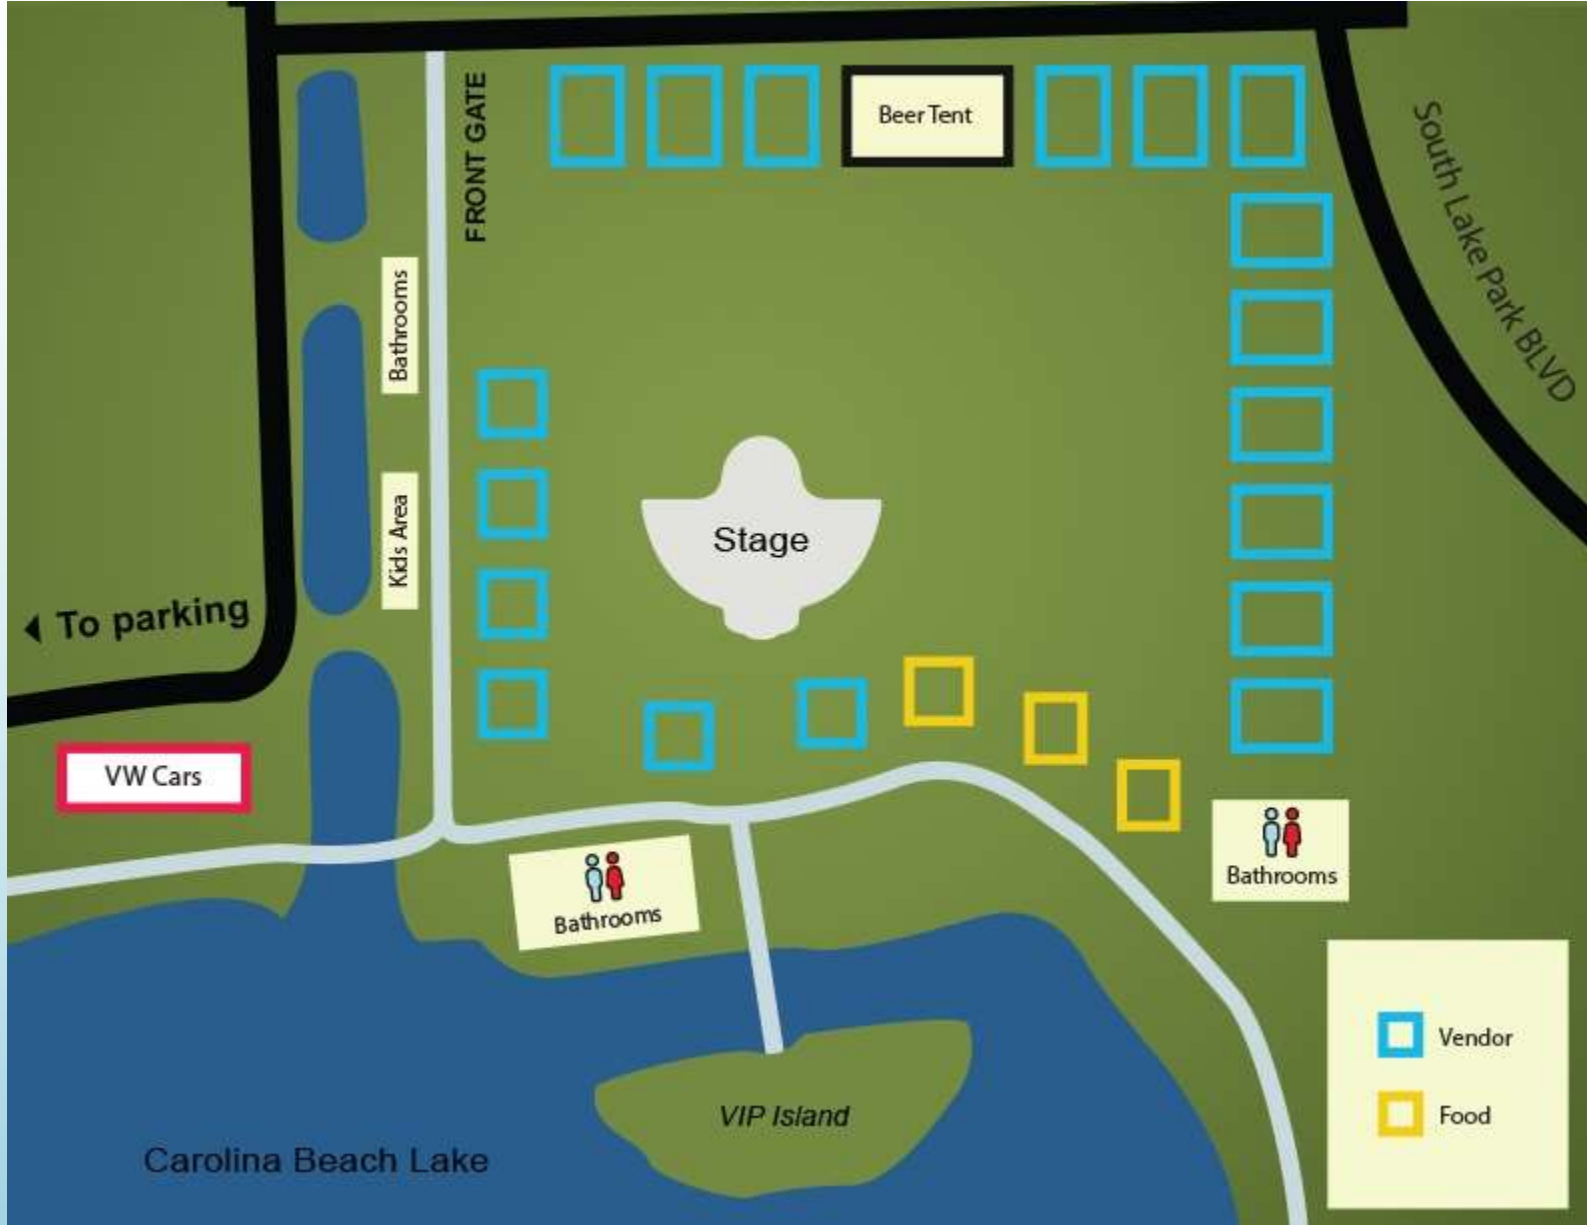 FRONT GATE
Beer Tent
South Lake Park BLVD
Bathrooms
Kids Area
Stage
To parking
VW Cars
Bathrooms
Bathrooms
Vendor
Food
VIP Island
Carolina Beach Lake